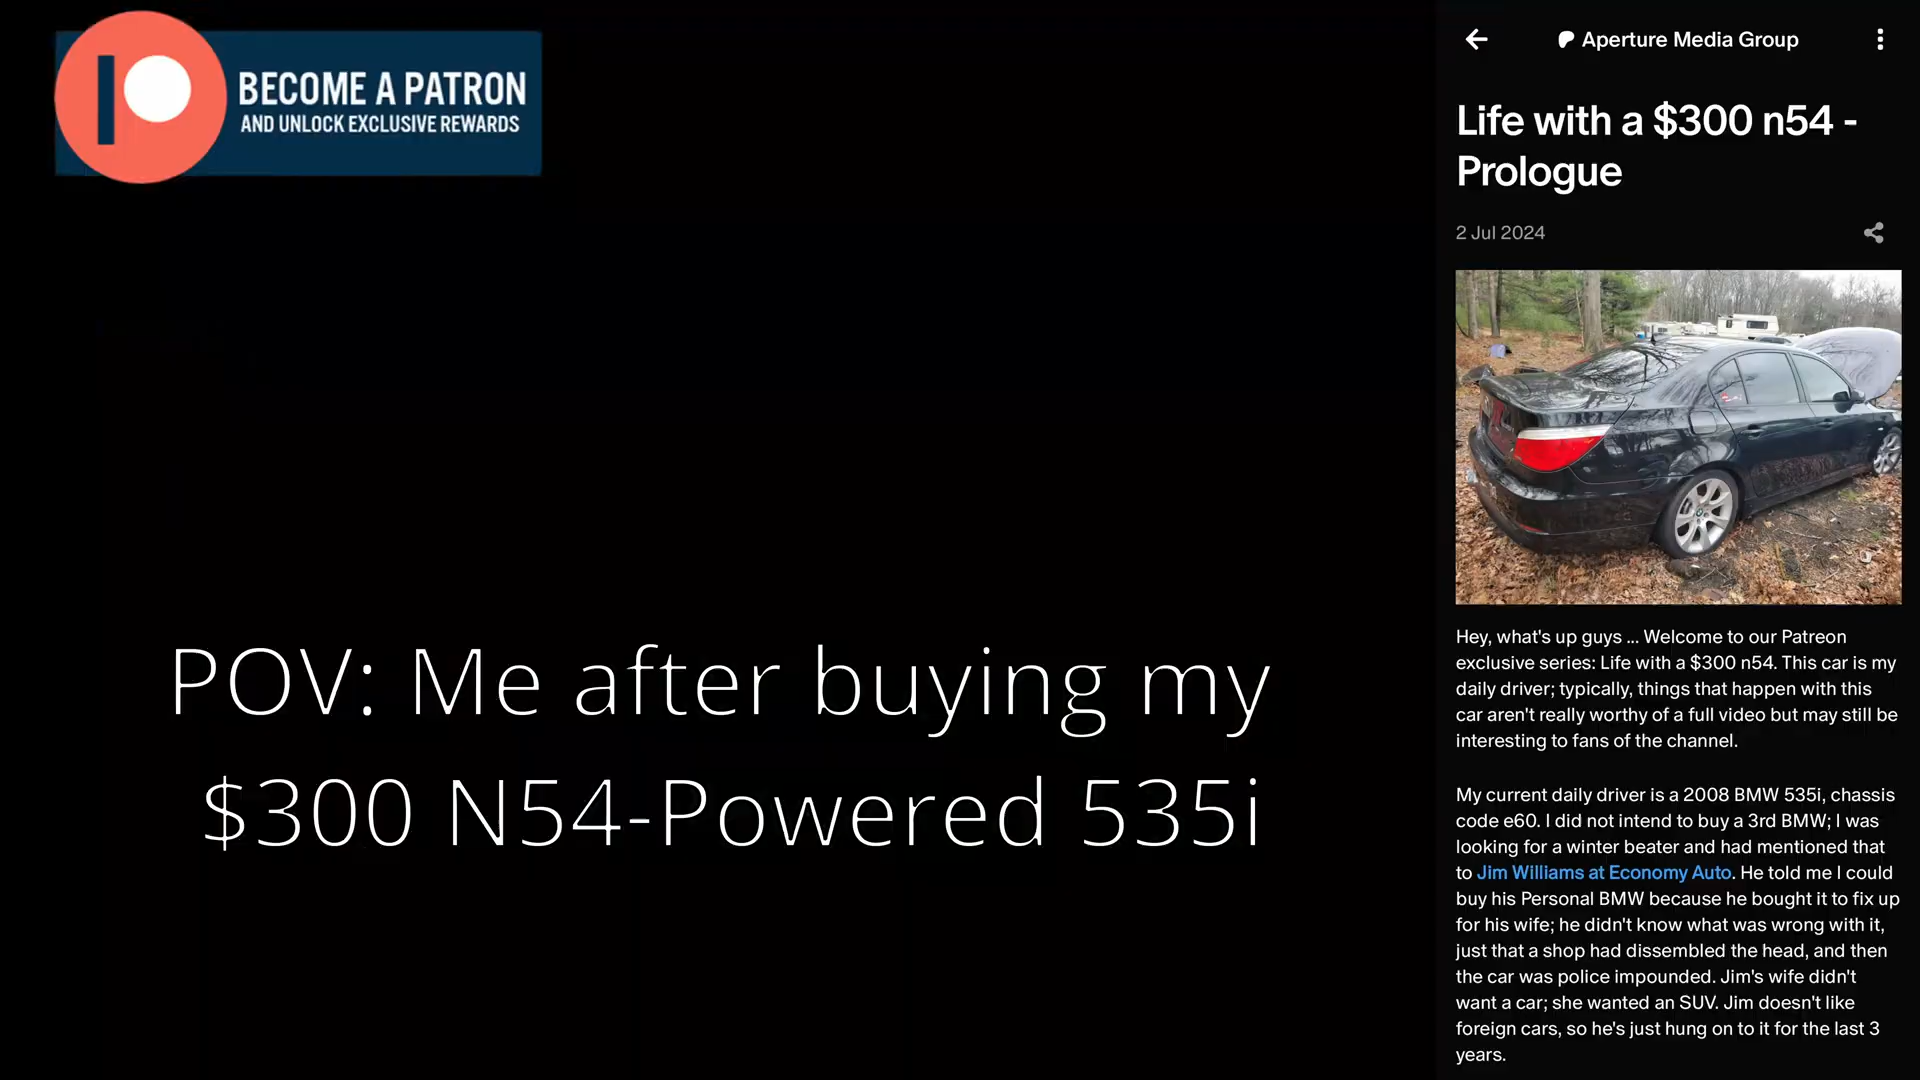 BECOME A PATRON
AND UNLOCK EXCLUSIVE REWARDS
POV: Me after buying my
$300 N54-Powered 535i
Aperture Media Group
Life with a $300 n54 -
Prologue
2 Jul 2024
Hey, what's up guys ... Welcome to our Patreon
exclusive series: Life with a $300 n54. This car is my
daily driver; typically, things that happen with this
car aren't really worthy of a full video but may still be
interesting to fans of the channel.
My current daily driver is a 2008 BMW 535i, chassis
code e60. I did not intend to buy a 3rd BMW; I was
looking for a winter beater and had mentioned that
to Jim Williams at Economy Auto. He told me I could
buy his Personal BMW because he bought it to fix up
for his wife; he didn't know what was wrong with it,
just that a shop had dissembled the head, and then
the car was police impounded. Jim's wife didn't
want a car; she wanted an SUV. Jim doesn't like
foreign cars, so he's just hung on to it for the last 3
years.